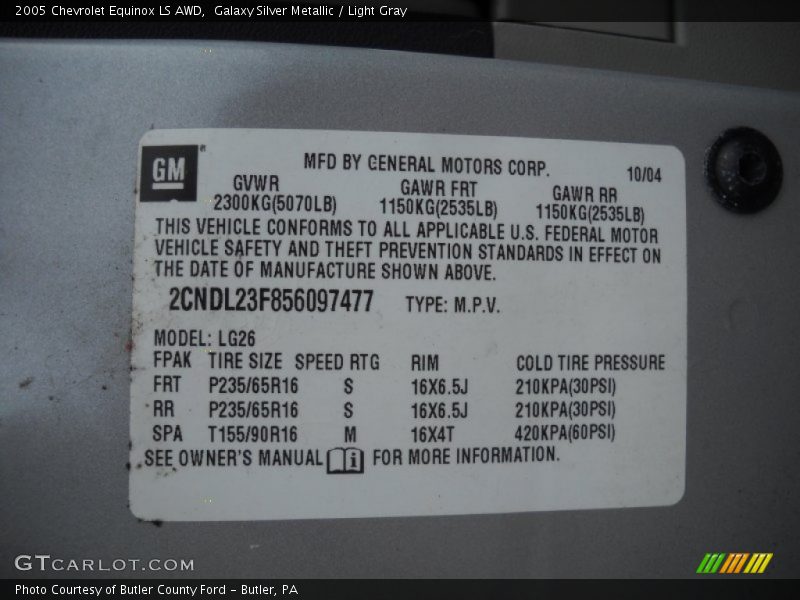 2005 Chevrolet Equinox LS AWD,  Galaxy Silver Metallic / Light Gray
GM®
MFD BY GENERAL MOTORS CORP.
10/04
GVWR GAWR FRT GAWR RR
2300KG(5070LB) 1150KG(2535LB) 1150KG(2535LB)
THIS VEHICLE CONFORMS TO ALL APPLICABLE U.S. FEDERAL MOTOR
VEHICLE SAFETY AND THEFT PREVENTION STANDARDS IN EFFECT ON
THE DATE OF MANUFACTURE SHOWN ABOVE.
2CNDL23F856097477 TYPE: M.P.V.
MODEL: LG26
FPAK TIRE SIZE SPEED RTG RIM COLD TIRE PRESSURE
FRT P235/65R16 S 16X6.5J 210KPA(30PSI)
RR P235/65R16 S 16X6.5J 210KPA(30PSI)
SPA T155/90R16 M 16X4T 420KPA(60PSI)
SEE OWNER'S MANUAL i FOR MORE INFORMATION.
GTCARLOT.COM
Photo Courtesy of Butler County Ford – Butler, PA